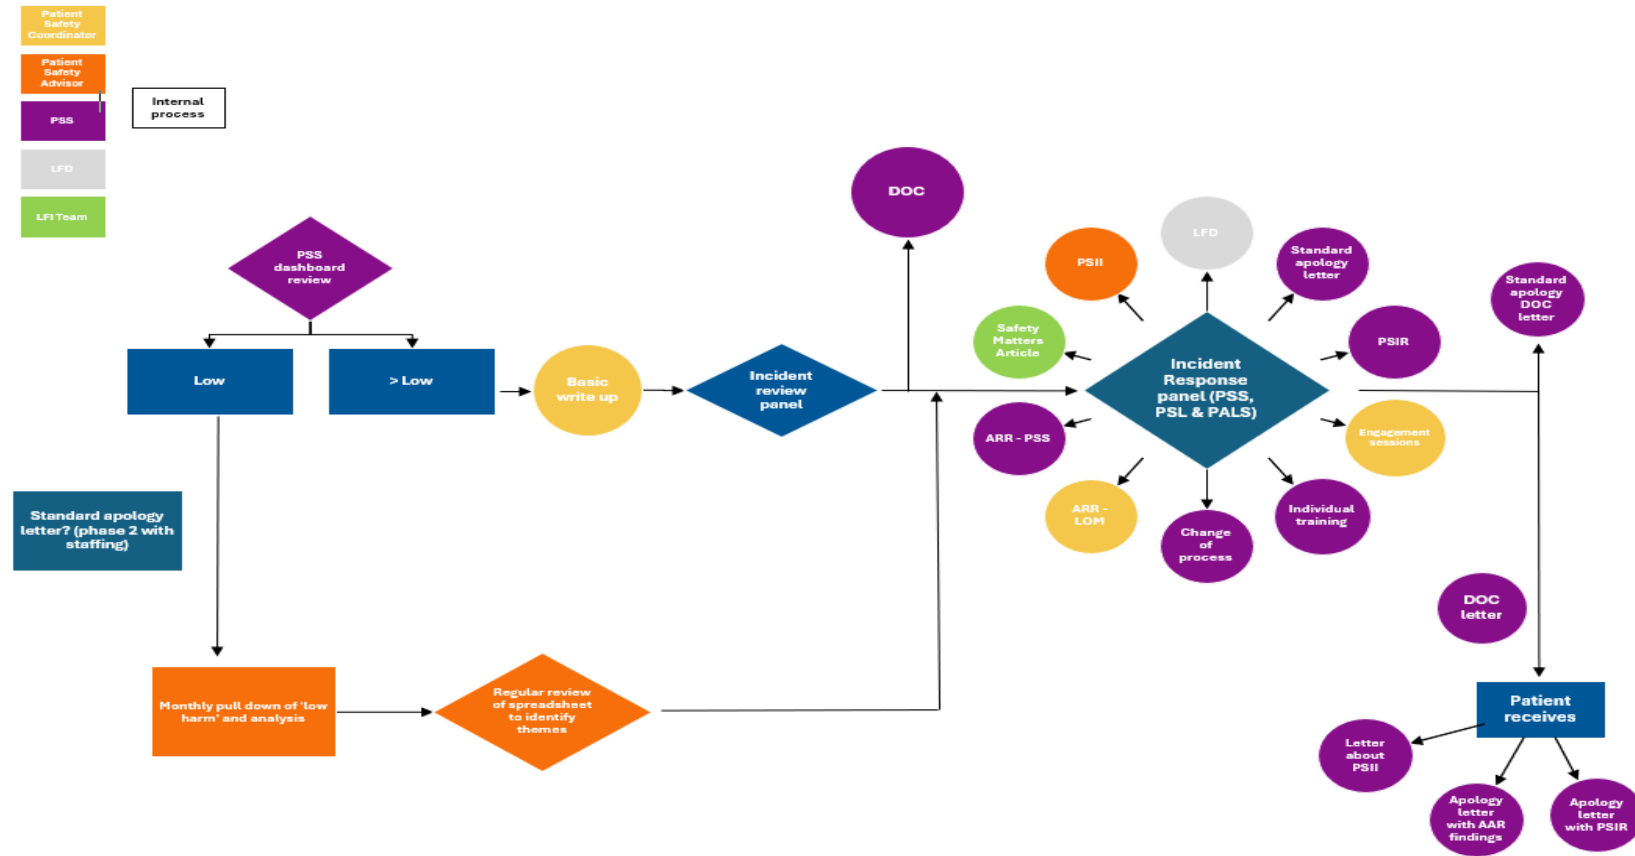 Patient
Safety
Coordinator
Patient
Safety
Advisor
PSS
LFD
LFI Team
Internal
process
PSS
dashboard
review
Low
> Low
Basic
write up
Incident
review
panel
DOC
Standard apology
letter? (phase 2 with
staffing)
Monthly pull down of 'low
harm' and analysis
Regular review
of spreadsheet
to identify
themes
Incident
Response
panel (PSS,
PSL & PALS)
LFD
PSII
Standard
apology
letter
Safety
Matters
Article
PSIR
ARR - PSS
Engagement
sessions
ARR -
LOM
Change
of
process
Individual
training
Standard
apology
DOC
letter
DOC
letter
Patient
receives
Letter
about
PSII
Apology
letter
with AAR
findings
Apology
letter
with PSIR